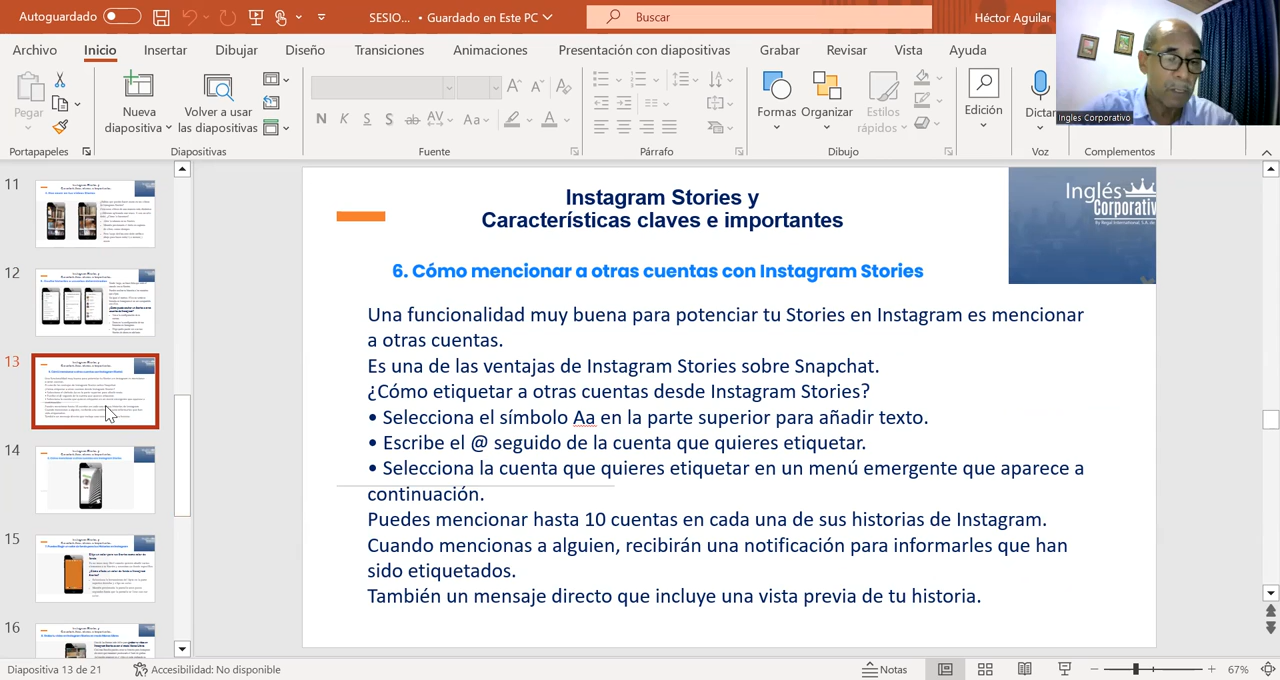 Autoguardado
SESIO... • Guardado en Este PC
Buscar
Héctor Aguilar
Archivo
Inicio
Insertar
Dibujar
Diseño
Transiciones
Animaciones
Presentación con diapositivas
Grabar
Revisar
Vista
Ayuda
Pegar
Nueva
diapositiva
Volver a usar
las diapositivas
N K S S ab AV Aa A
Formas
Organizar
Estilos
rápidos
Edición
Dictar
Ingles Corporativo
Portapapeles
Diapositivas
Fuente
Párrafo
Dibujo
Voz
Complementos
11
12
13
14
15
16
Instagram Stories y
Características claves e importantes
Inglés
Corporativ
6. Cómo mencionar a otras cuentas con Instagram Stories
Una funcionalidad muy buena para potenciar tu Stories en Instagram es mencionar
a otras cuentas.
Es una de las ventajas de Instagram Stories sobre Snapchat.
¿Cómo etiquetar a otras cuentas desde Instagram Stories?
• Selecciona el símbolo Aa en la parte superior para añadir texto.
• Escribe el @ seguido de la cuenta que quieres etiquetar.
• Selecciona la cuenta que quieres etiquetar en un menú emergente que aparece a
continuación.
Puedes mencionar hasta 10 cuentas en cada una de sus historias de Instagram.
Cuando mencionas a alguien, recibirán una notificación para informarles que han
sido etiquetados.
También un mensaje directo que incluye una vista previa de tu historia.
Diapositiva 13 de 21
Accesibilidad: No disponible
Notas
67%